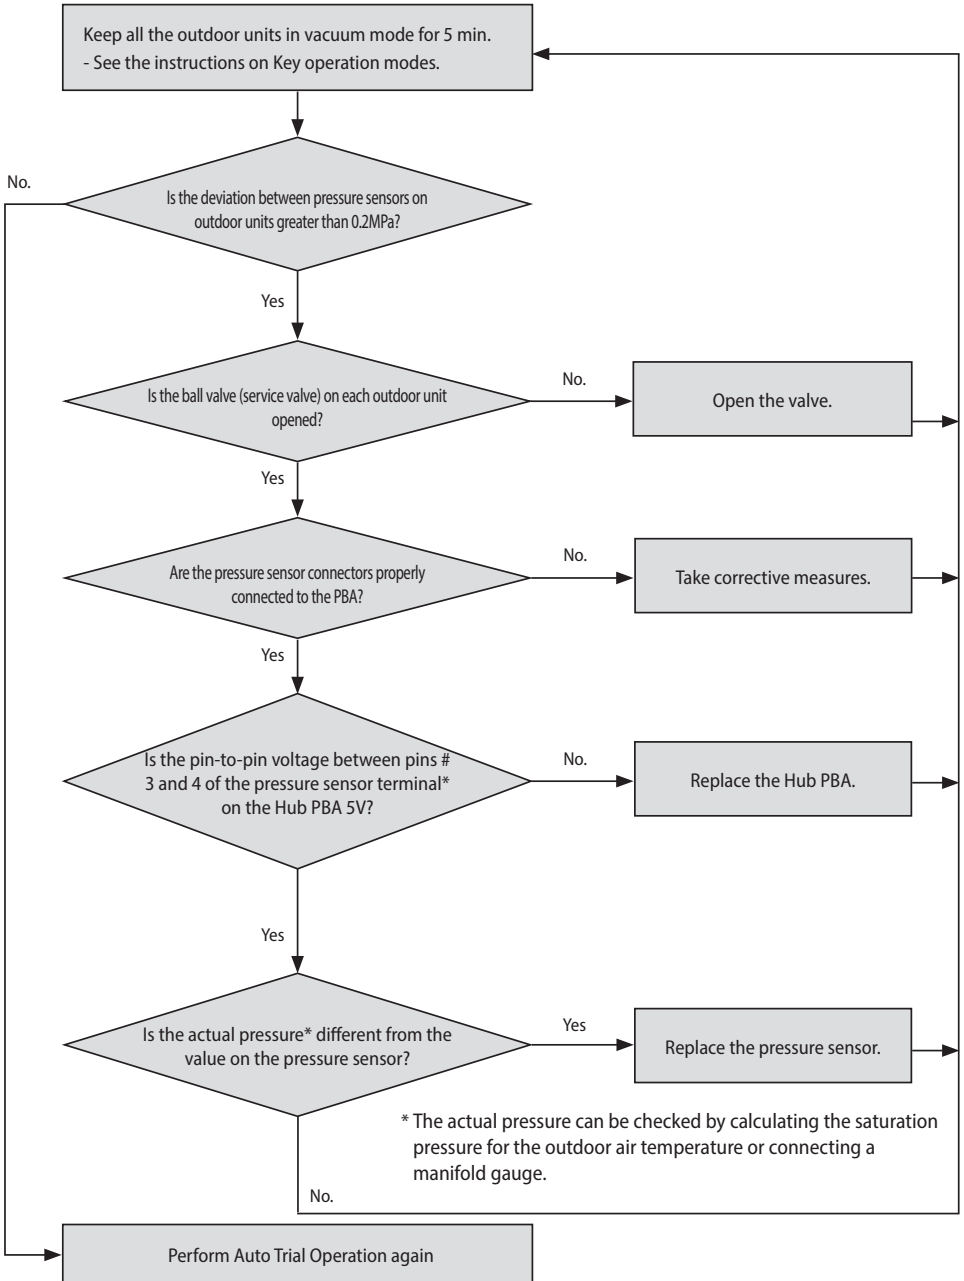 Keep all the outdoor units in vacuum mode for 5 min.
- See the instructions on Key operation modes.
No.
Is the deviation between pressure sensors on
outdoor units greater than 0.2MPa?
Yes
Is the ball valve (service valve) on each outdoor unit
opened?
No.
Open the valve.
Yes
Are the pressure sensor connectors properly
connected to the PBA?
No.
Take corrective measures.
Yes
Is the pin-to-pin voltage between pins #
3 and 4 of the pressure sensor terminal*
on the Hub PBA 5V?
No.
Replace the Hub PBA.
Yes
Is the actual pressure* different from the
value on the pressure sensor?
Yes
Replace the pressure sensor.
* The actual pressure can be checked by calculating the saturation
pressure for the outdoor air temperature or connecting a
manifold gauge.
No.
Perform Auto Trial Operation again